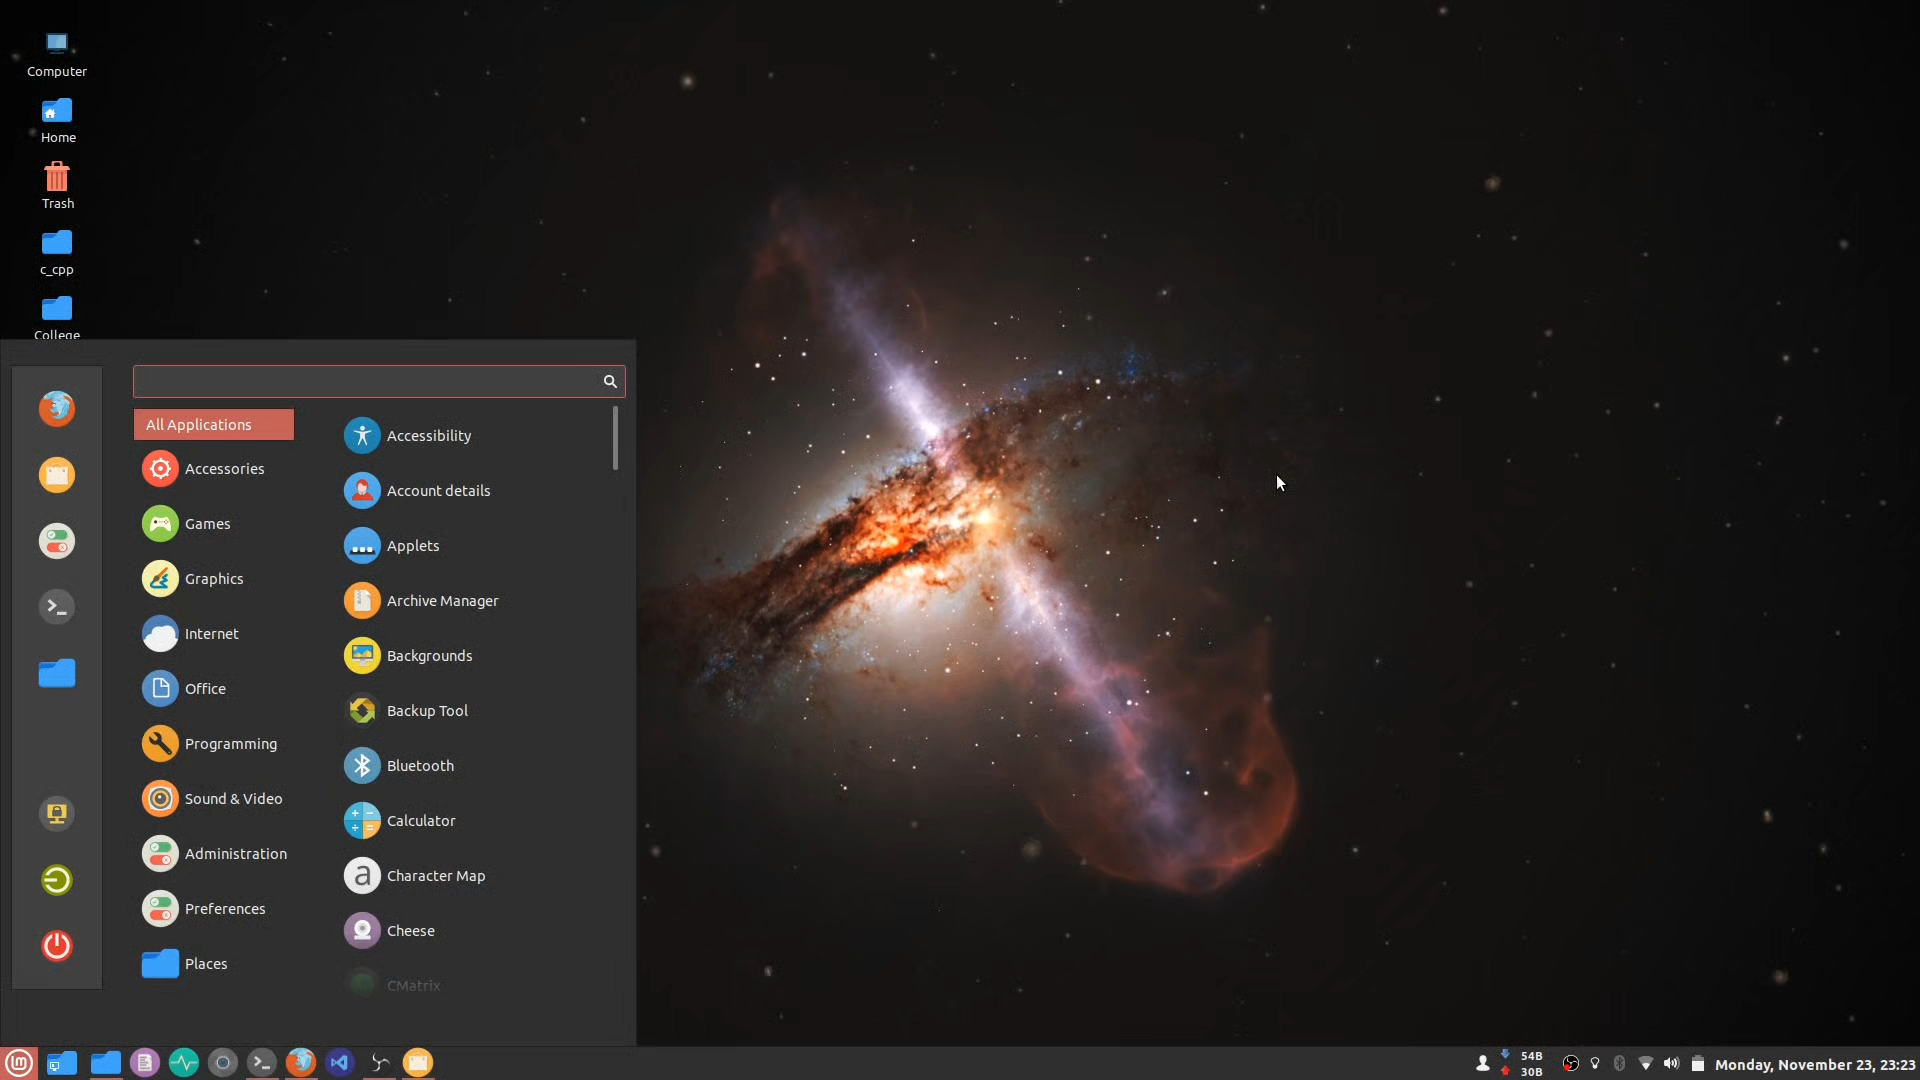 Computer
Home
Trash
c_cpp
College
All Applications
Accessories
Games
Graphics
Internet
Office
Programming
Sound & Video
Administration
Preferences
Places
Accessibility
Account details
Applets
Archive Manager
Backgrounds
Backup Tool
Bluetooth
Calculator
Character Map
Cheese
CMatrix
54B
30B
Monday, November 23, 23:23